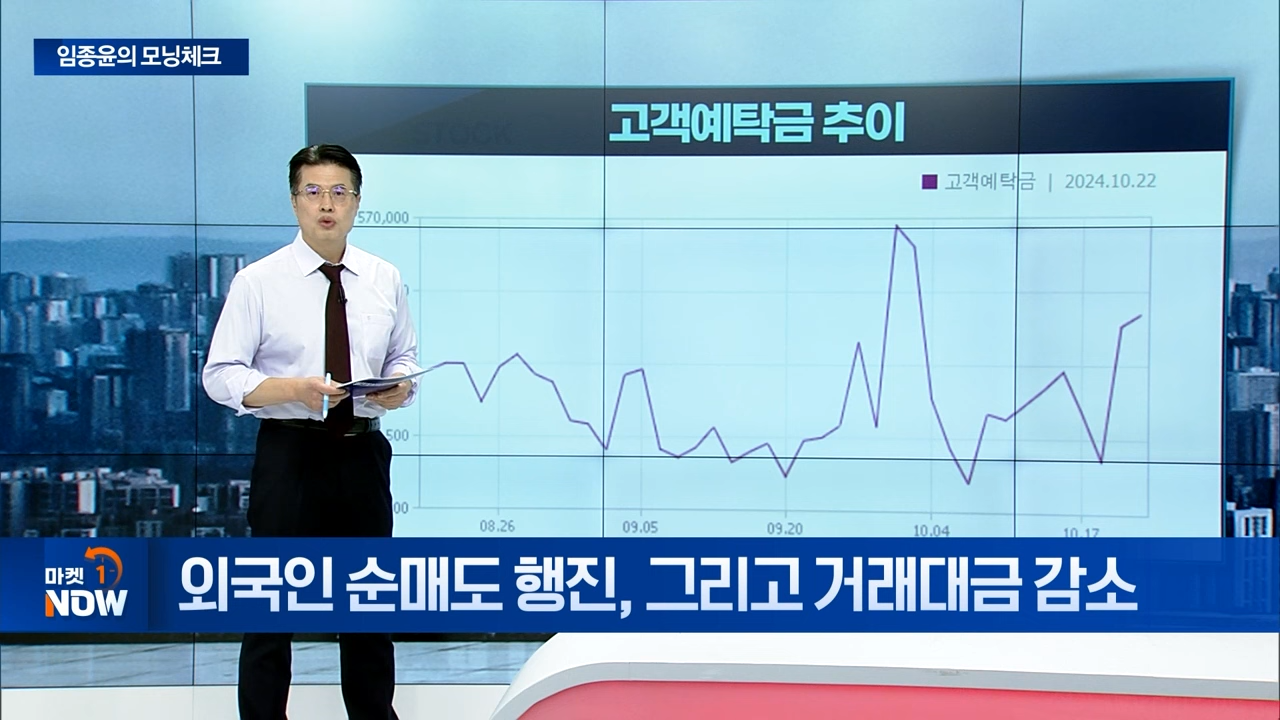 임종윤의 모닝체크
STOCK
고객예탁금 추이
고객예탁금 | 2024.10.22
570,000
08.26 09.05 09.20 10.04 10.17
마켓 1
NOW
외국인 순매도 행진, 그리고 거래대금 감소